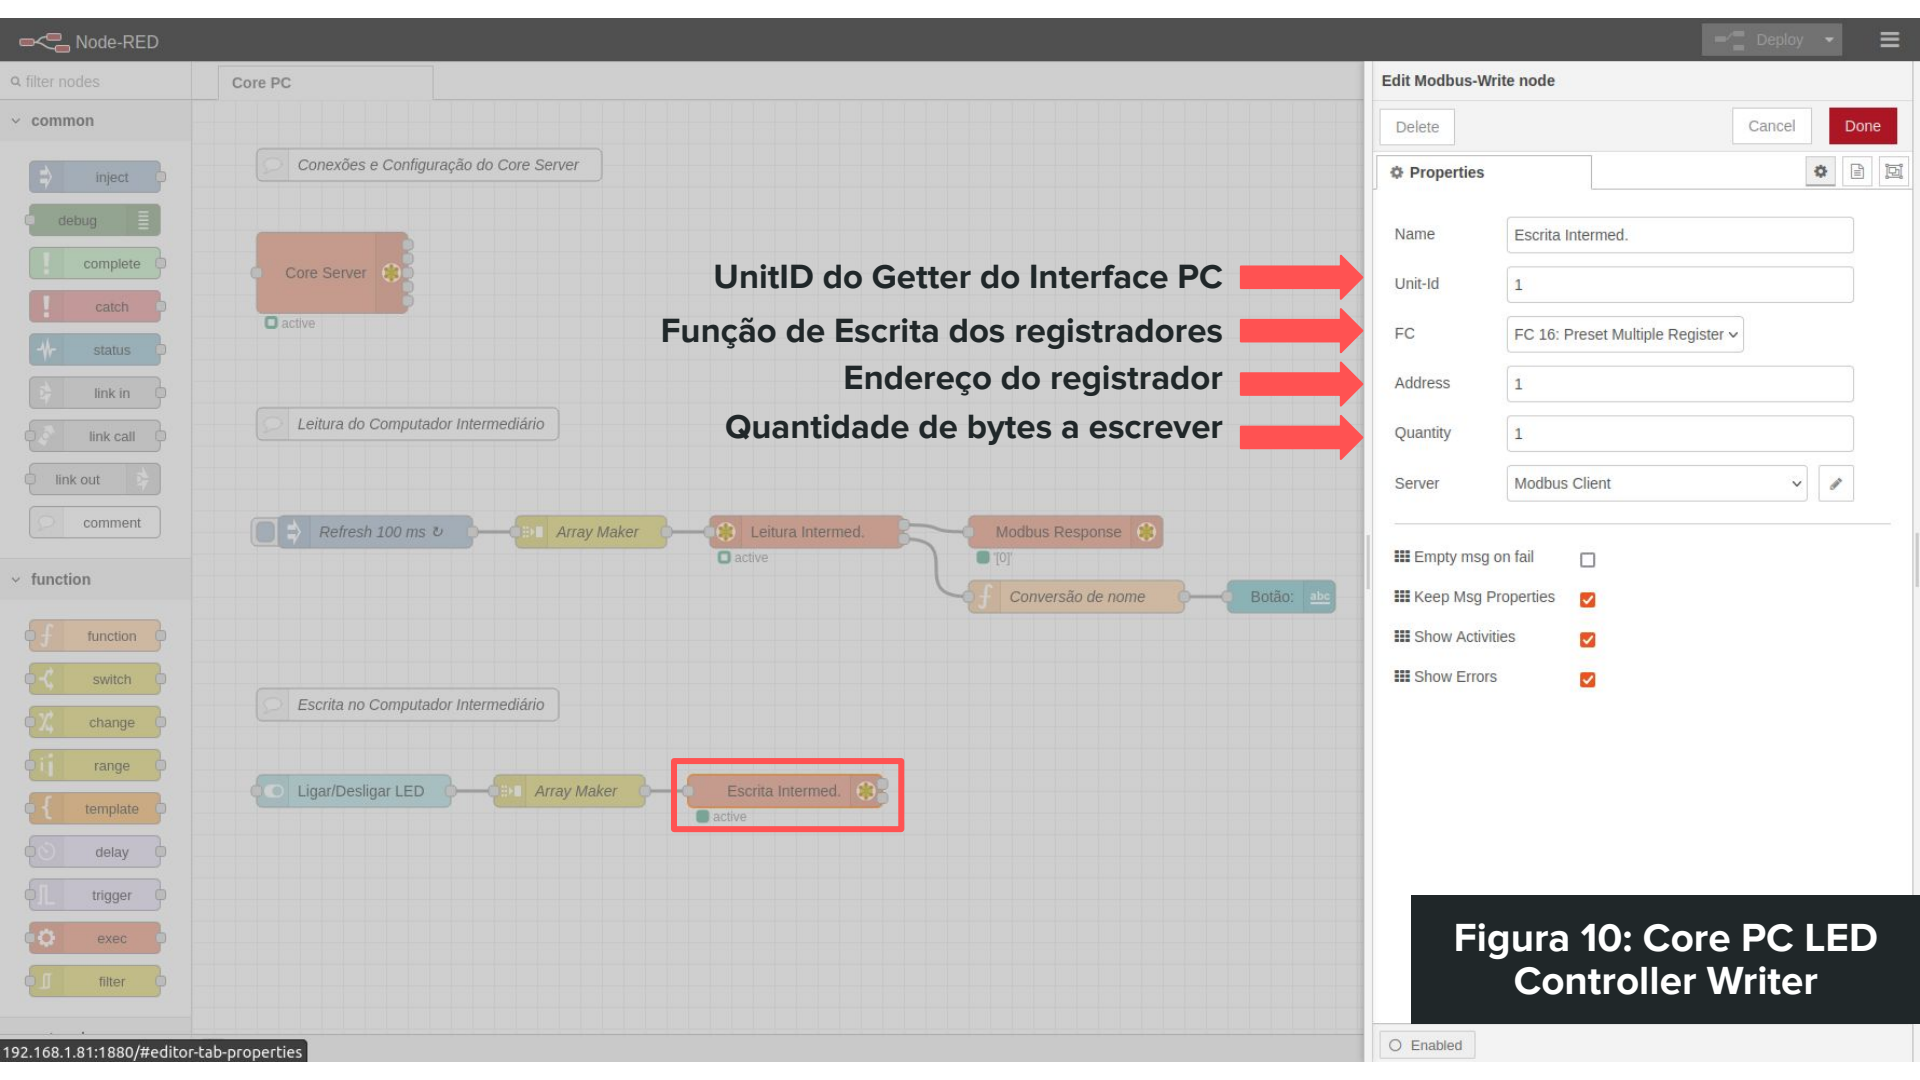 Node-RED
Deploy
filter nodes
Core PC
Edit Modbus-Write node
common
Delete
Cancel
Done
Properties
inject
debug
complete
catch
status
link in
link call
link out
comment
function
function
switch
change
range
template
delay
trigger
exec
filter
Conexões e Configuração do Core Server
Core Server
active
Leitura do Computador Intermediário
Refresh 100 ms ↻
Array Maker
Leitura Intermed.
active
Modbus Response
'[0]'
Conversão de nome
Botão:
abc
Escrita no Computador Intermediário
Ligar/Desligar LED
Array Maker
Escrita Intermed.
active
UnitID do Getter do Interface PC
Função de Escrita dos registradores
Endereço do registrador
Quantidade de bytes a escrever
Name
Escrita Intermed.
Unit-Id
1
FC
FC 16: Preset Multiple Register
Address
1
Quantity
1
Server
Modbus Client
Empty msg on fail
Keep Msg Properties
Show Activities
Show Errors
Figura 10: Core PC LED
Controller Writer
Enabled
192.168.1.81:1880/#editor-tab-properties